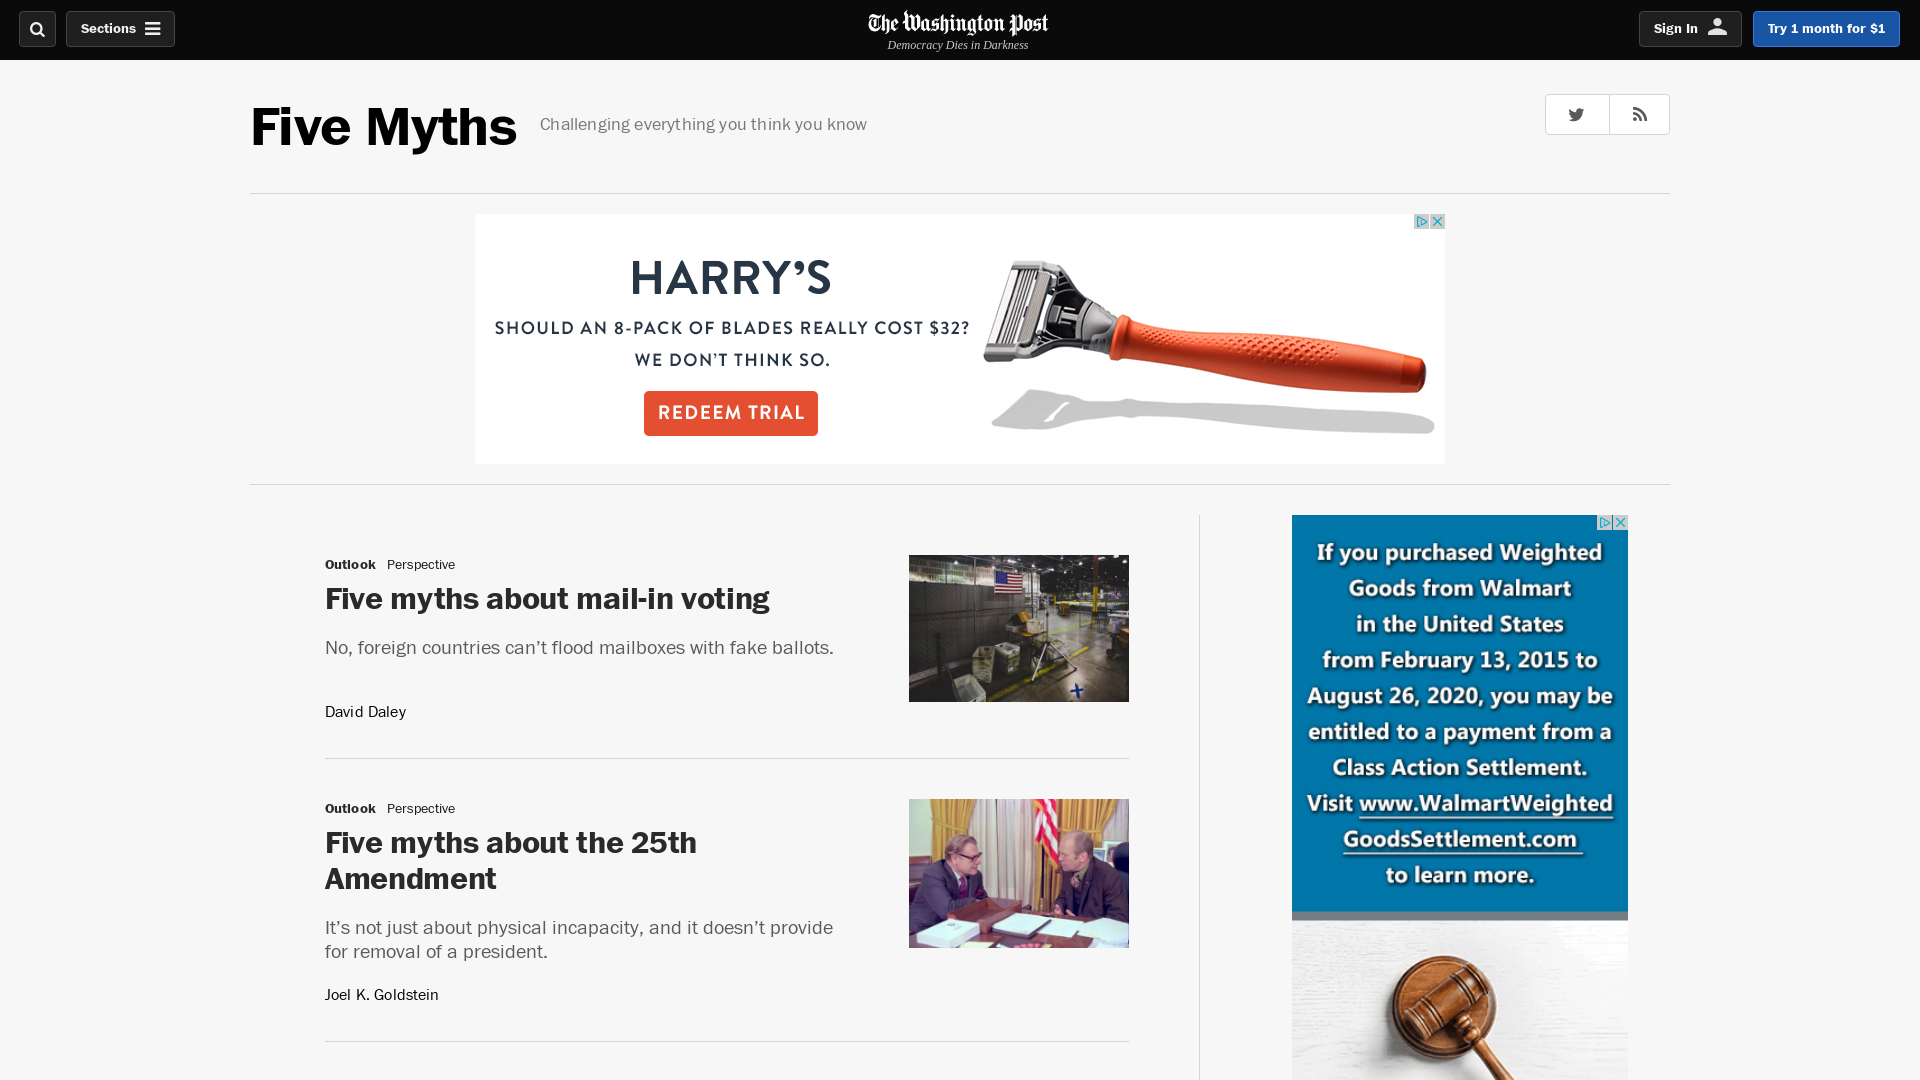 Sections
The Washington Post
Democracy Dies in Darkness
Sign In
Try 1 month for $1
Five Myths
Challenging everything you think you know
HARRY'S
SHOULD AN 8-PACK OF BLADES REALLY COST $32?
WE DON'T THINK SO.
REDEEM TRIAL
Outlook Perspective
Five myths about mail-in voting
No, foreign countries can’t flood mailboxes with fake ballots.
David Daley
Outlook Perspective
Five myths about the 25th
Amendment
It’s not just about physical incapacity, and it doesn’t provide
for removal of a president.
Joel K. Goldstein
If you purchased Weighted
Goods from Walmart
in the United States
from February 13, 2015 to
August 26, 2020, you may be
entitled to a payment from a
Class Action Settlement.
Visit www.WalmartWeighted
GoodsSettlement.com
to learn more.